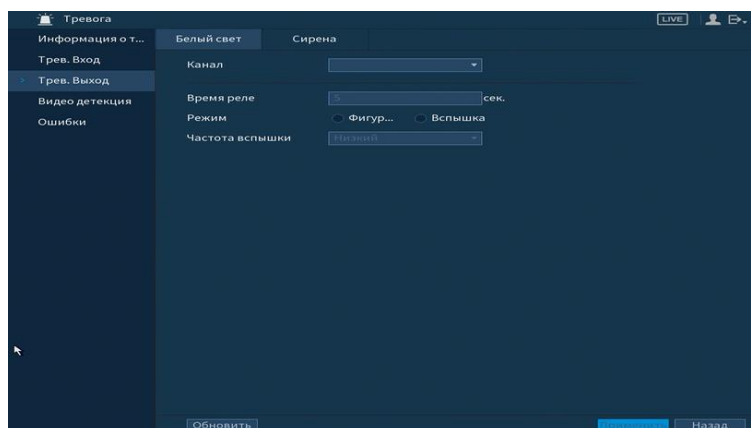 Тревога
LIVE
Информация о т...
Трев. Вход
Трев. Выход
Видео детекция
Ошибки
Белый свет Сирена
Канал
Время реле 5 сек.
Режим Фигур... Вспышка
Частота вспышки Низкий
Обновить Применить Назад